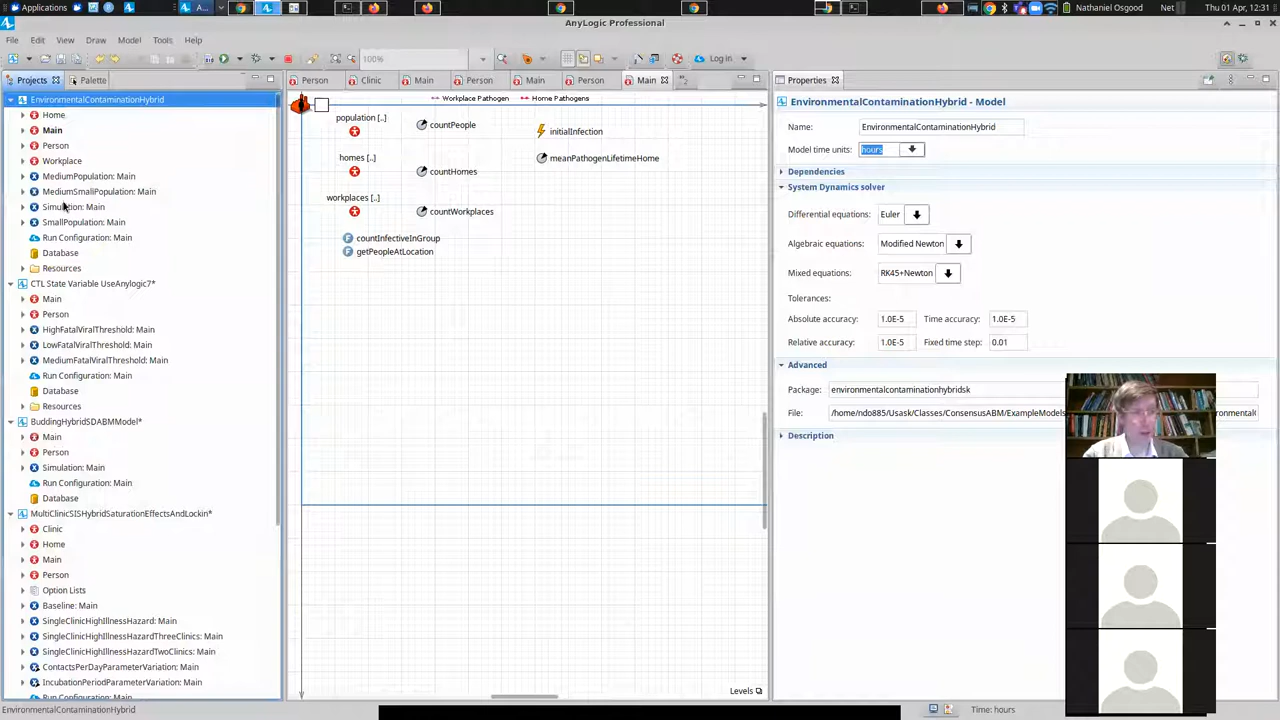 Applications
A...
Nathaniel Osgood
Net
Thu 01 Apr, 12:31
AnyLogic Professional
File Edit View Draw Model Tools Help
100%
Log in
Projects
Palette
Person
Clinic
Main
Person
Main
Person
Main
Properties
EnvironmentalContaminationHybrid
Home
Main
Person
Workplace
MediumPopulation: Main
MediumSmallPopulation: Main
Simulation: Main
SmallPopulation: Main
Run Configuration: Main
Database
Resources
CTL State Variable UseAnylogic7*
Main
Person
HighFatalViralThreshold: Main
LowFatalViralThreshold: Main
MediumFatalViralThreshold: Main
Run Configuration: Main
Database
Resources
BuddingHybridSDABMModel*
Main
Person
Simulation: Main
Run Configuration: Main
Database
MultiClinicSISHybridSaturationEffectsAndLockin*
Clinic
Home
Main
Person
Option Lists
Baseline: Main
SingleClinicHighIllnessHazard: Main
SingleClinicHighIllnessHazardThreeClinics: Main
SingleClinicHighIllnessHazardTwoClinics: Main
ContactsPerDayParameterVariation: Main
IncubationPeriodParameterVariation: Main
Run Configuration: Main
Workplace Pathogen
Home Pathogens
population [..]
countPeople
initialInfection
homes [..]
meanPathogenLifetimeHome
countHomes
workplaces [..]
countWorkplaces
countInfectiveInGroup
getPeopleAtLocation
Levels
EnvironmentalContaminationHybrid - Model
Name: EnvironmentalContaminationHybrid
Model time units: hours
Dependencies
System Dynamics solver
Differential equations: Euler
Algebraic equations: Modified Newton
Mixed equations: RK45+Newton
Tolerances:
Absolute accuracy: 1.0E-5 Time accuracy: 1.0E-5
Relative accuracy: 1.0E-5 Fixed time step: 0.01
Advanced
Package: environmentalcontaminationhybridsk
File: /home/ndo885/Usask/Classes/ConsensusABM/ExampleModels
Description
EnvironmentalContaminationHybrid
Time: hours